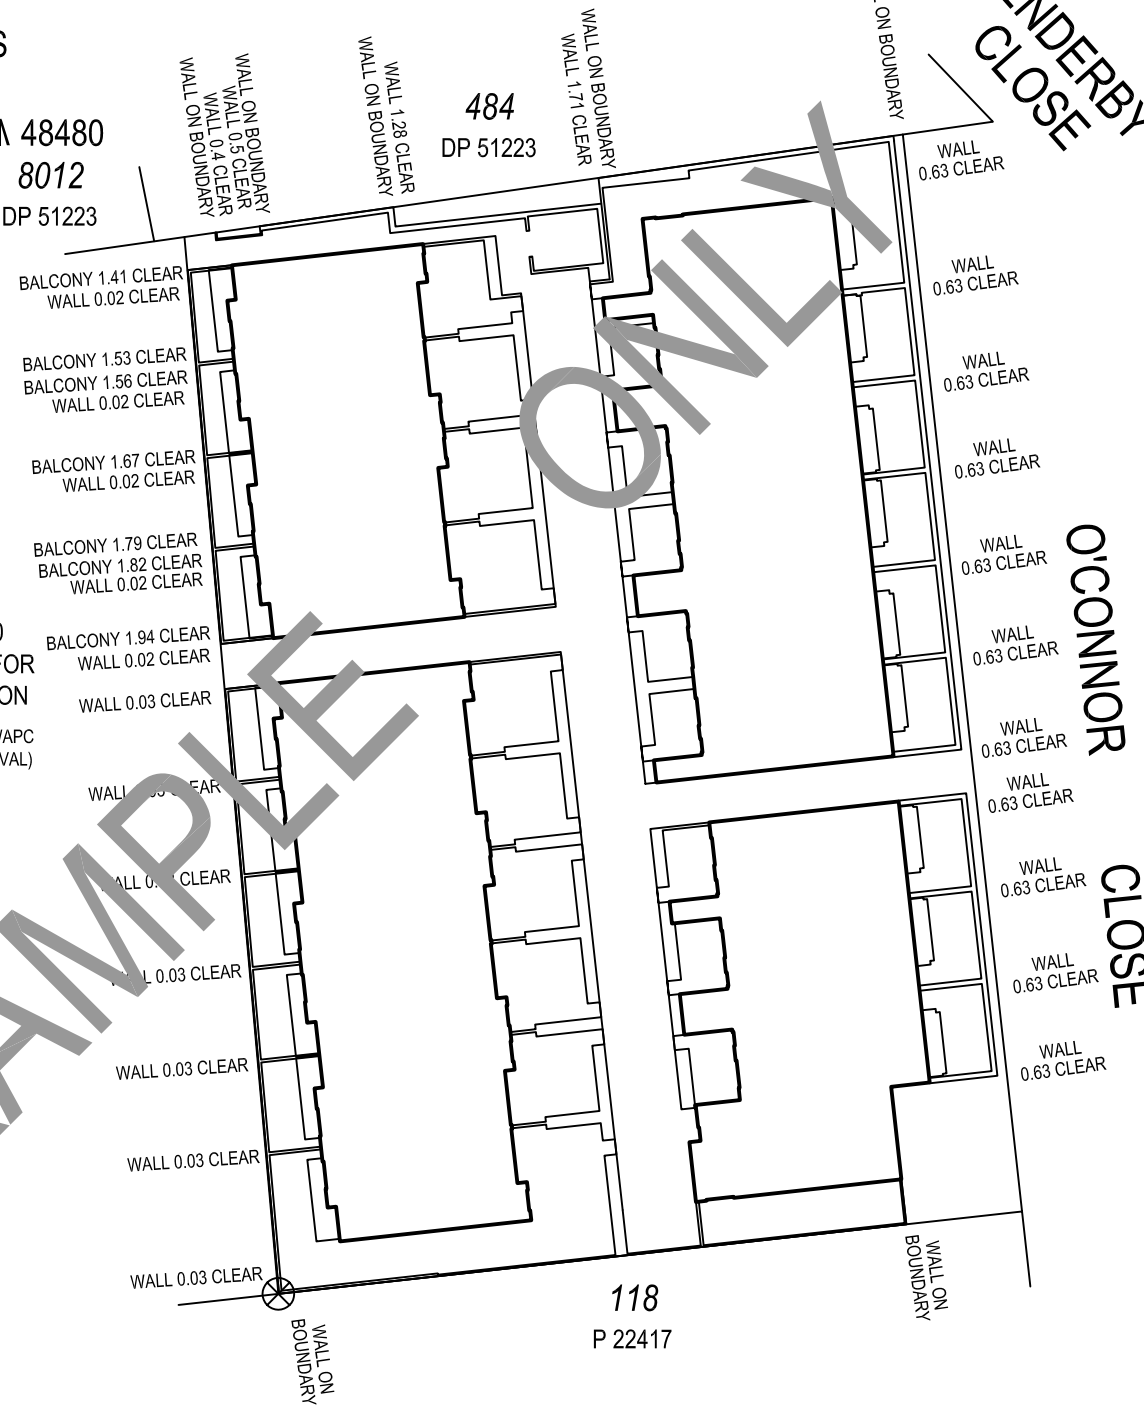 S
48480
8012
DP 51223
WALL ON BOUNDARY
WALL 0.4 CLEAR
WALL 0.5 CLEAR
WALL ON BOUNDARY
WALL ON BOUNDARY
WALL 1.28 CLEAR
484
DP 51223
WALL 1.71 CLEAR
WALL ON BOUNDARY
ON BOUNDARY
ENDERBY
CLOSE
BALCONY 1.41 CLEAR
WALL 0.02 CLEAR
BALCONY 1.53 CLEAR
BALCONY 1.56 CLEAR
WALL 0.02 CLEAR
BALCONY 1.67 CLEAR
WALL 0.02 CLEAR
BALCONY 1.79 CLEAR
BALCONY 1.82 CLEAR
WALL 0.02 CLEAR
BALCONY 1.94 CLEAR
WALL 0.02 CLEAR
FOR
ON
VAL)
WALL 0.03 CLEAR
WALL CLEAR
WALL CLEAR
0.03 CLEAR
WALL 0.03 CLEAR
WALL 0.03 CLEAR
WALL 0.03 CLEAR
WALL
0.63 CLEAR
WALL
0.63 CLEAR
WALL
0.63 CLEAR
WALL
0.63 CLEAR
WALL
0.63 CLEAR
WALL
0.63 CLEAR
WALL
0.63 CLEAR
WALL
0.63 CLEAR
WALL
0.63 CLEAR
WALL
0.63 CLEAR
WALL
0.63 CLEAR
O'CONNOR
CLOSE
WALL ON
BOUNDARY
118
P 22417
WALL ON
BOUNDARY
AMPLE ONLY